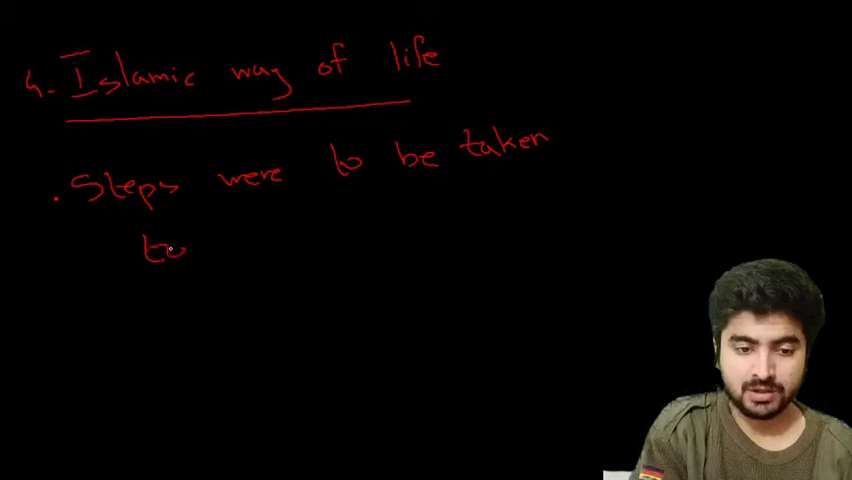 4. Islamic way of life
. Steps were to be taken
to